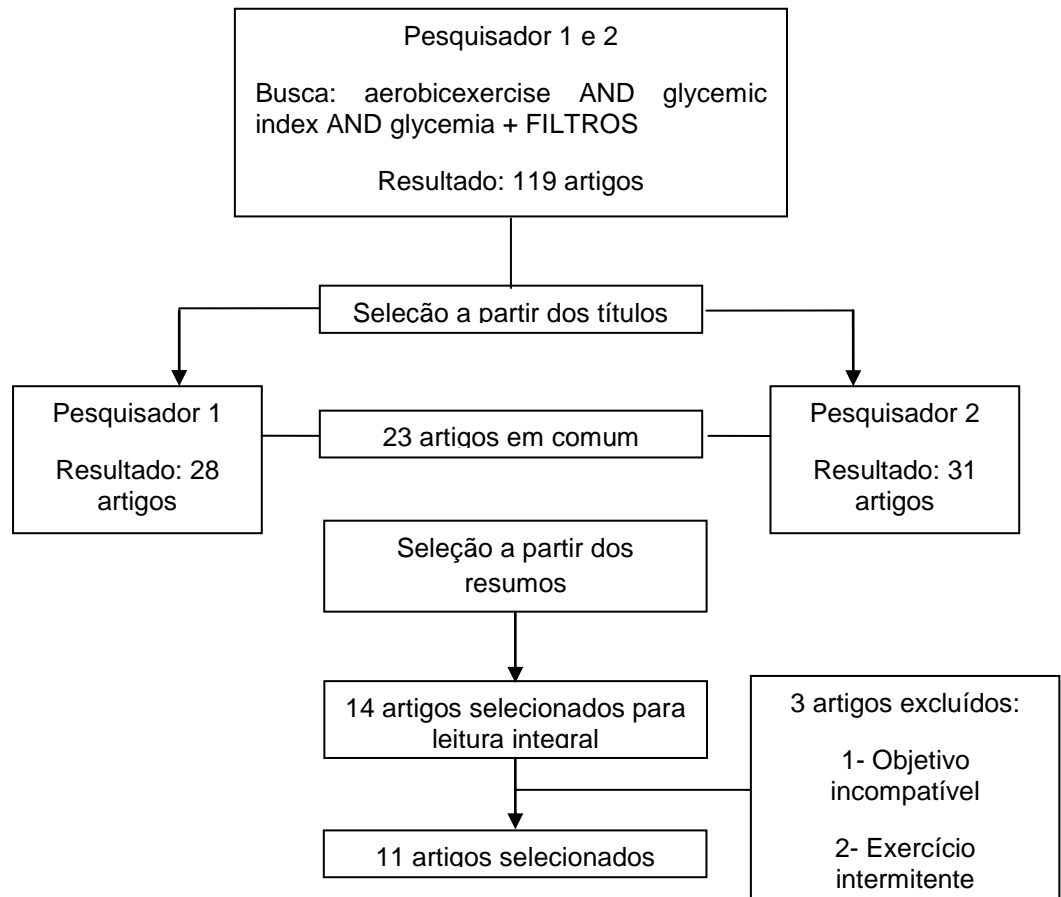 Pesquisador 1 e 2
Busca: aerobicexercise AND glycemic
index AND glycemia + FILTROS
Resultado: 119 artigos
Seleção a partir dos títulos
Pesquisador 1
Resultado: 28
artigos
23 artigos em comum
Pesquisador 2
Resultado: 31
artigos
Seleção a partir dos
resumos
14 artigos selecionados para
leitura integral
3 artigos excluídos:
1- Objetivo
incompatível
2- Exercício
intermitente
11 artigos selecionados